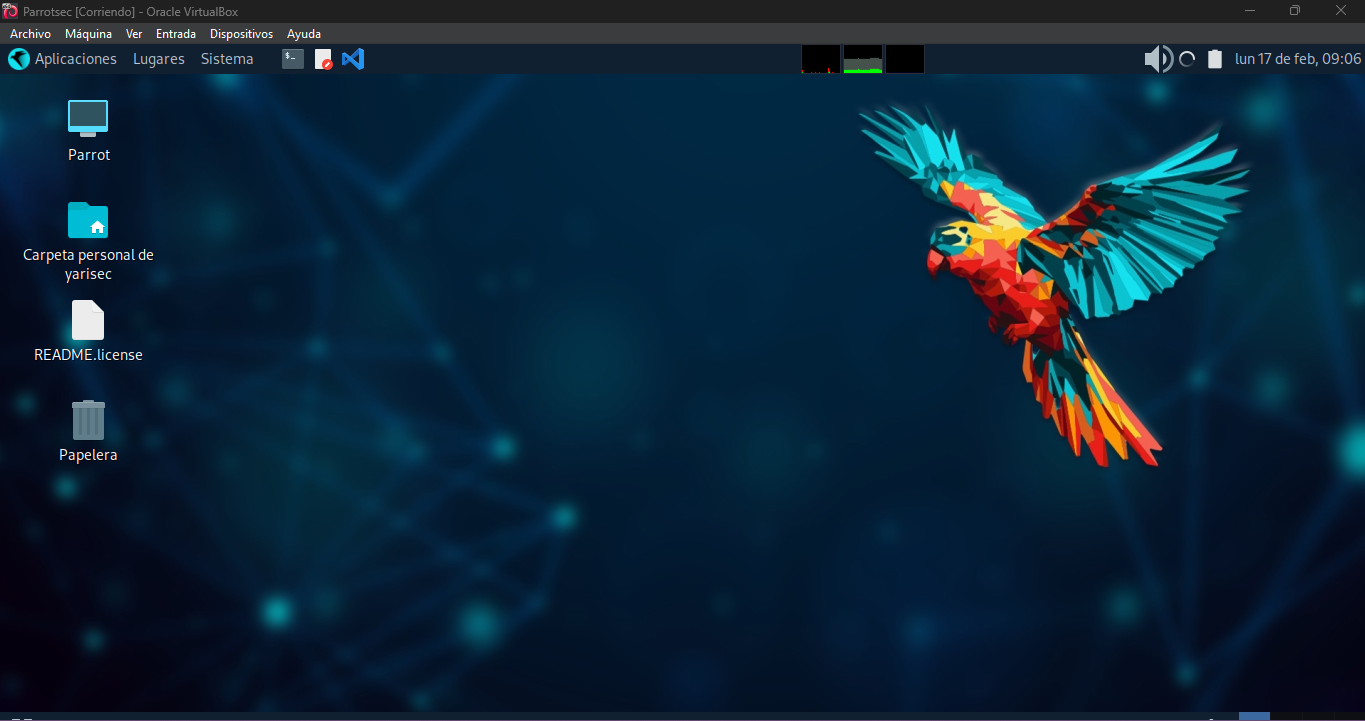 Parrotsec [Corriendo] - Oracle VirtualBox
Archivo Máquina Ver Entrada Dispositivos Ayuda
Aplicaciones Lugares Sistema lun 17 de feb, 09:06
Parrot
Carpeta personal de
yarisec
README.license
Papelera